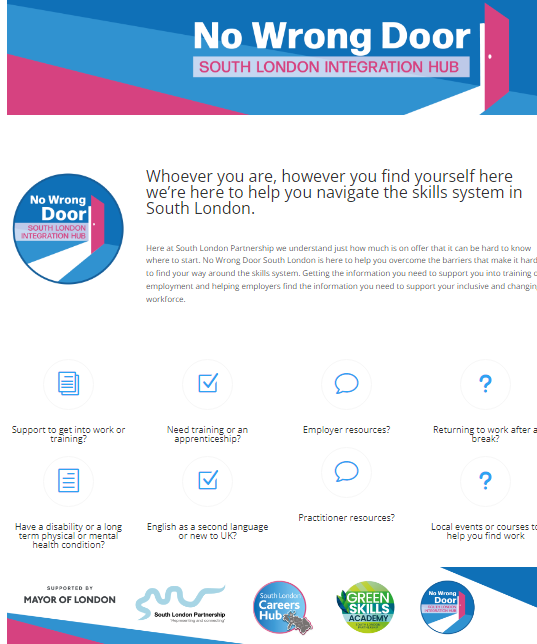 No Wrong Door
SOUTH LONDON INTEGRATION HUB
Whoever you are, however you find yourself here
we're here to help you navigate the skills system in
South London.
No Wrong
Door
SOUTH LONDON
INTEGRATION HUB
Here at South London Partnership we understand just how much is on offer that it can be hard to know
where to start. No Wrong Door South London is here to help you overcome the barriers that make it hard
to find your way around the skills system. Getting the information you need to support you into training o
employment and helping employers find the information you need to support your inclusive and changin
workforce.
Support to get into work or
training?
Need training or an
apprenticeship?
Employer resources?
Returning to work after a
break?
Have a disability or a long
term physical or mental
health condition?
English as a second language
or new to UK?
Practitioner resources?
Local events or courses to
help you find work
SUPPORTED BY
MAYOR OF LONDON
South London Partnership
South London
Careers
Hub
GREEN
SKILLS
ACADEMY
No Wrong
Door